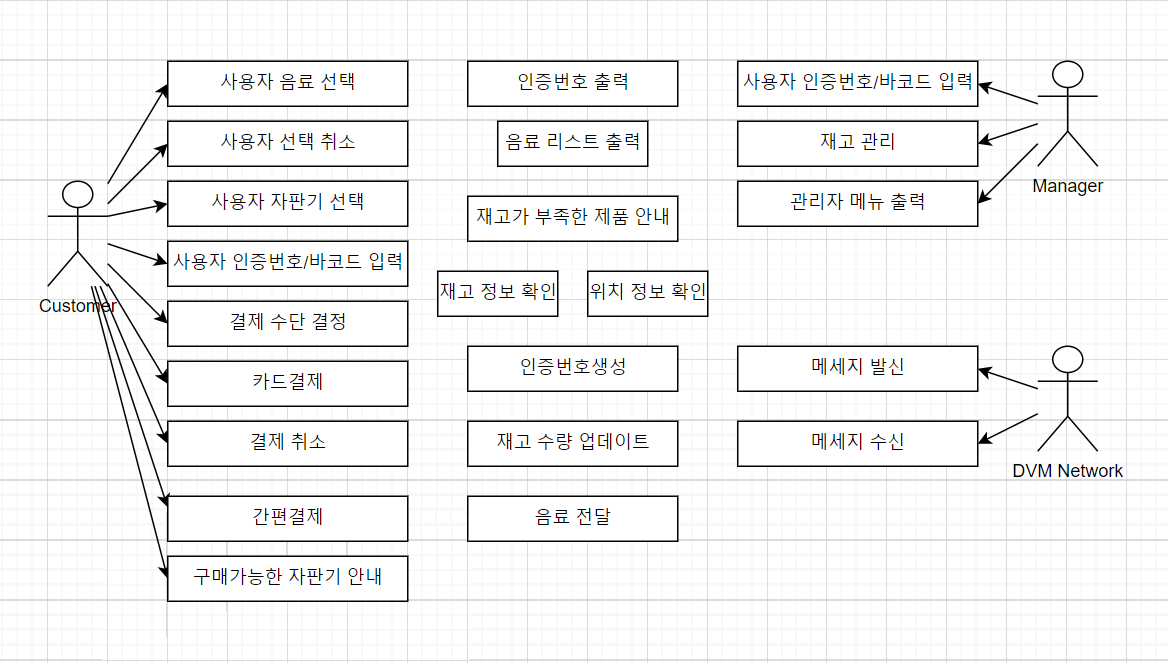 사용자 음료 선택
사용자 선택 취소
사용자 자판기 선택
사용자 인증번호/바코드 입력
결제 수단 결정
카드결제
결제 취소
간편결제
구매가능한 자판기 안내
Customer
인증번호 출력
음료 리스트 출력
재고가 부족한 제품 안내
재고 정보 확인
위치 정보 확인
인증번호생성
재고 수량 업데이트
음료 전달
사용자 인증번호/바코드 입력
재고 관리
관리자 메뉴 출력
Manager
메세지 발신
메세지 수신
DVM Network